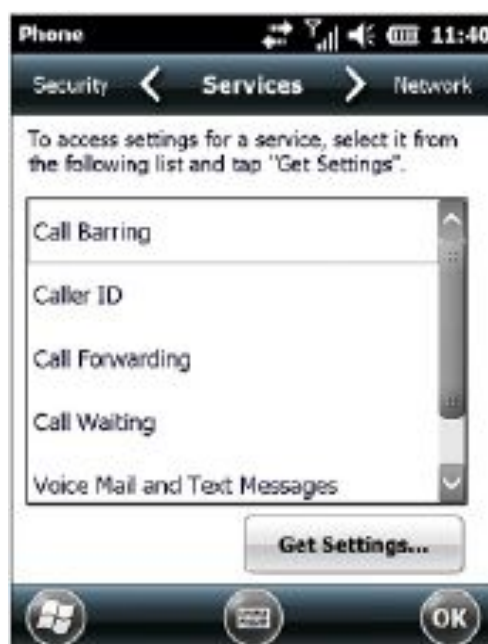 Phone 11:40
Security Services Network
To access settings for a service, select it from
the following list and tap "Get Settings".
Call Barring
Caller ID
Call Forwarding
Call Waiting
Voice Mail and Text Messages
Get Settings...
OK